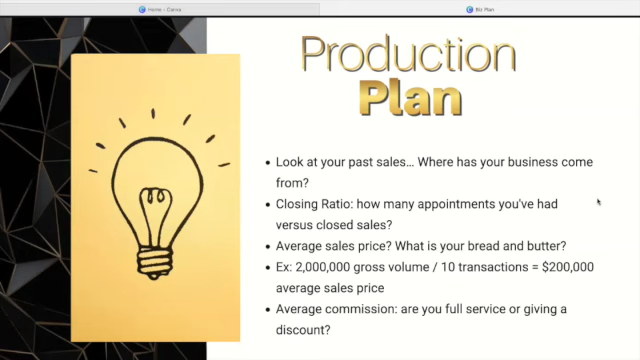 Home - Canva
Biz Plan
Production
Plan
• Look at your past sales... Where has your business come
from?
• Closing Ratio: how many appointments you've had
versus closed sales?
• Average sales price? What is your bread and butter?
• Ex: 2,000,000 gross volume / 10 transactions = $200,000
average sales price
• Average commission: are you full service or giving a
discount?